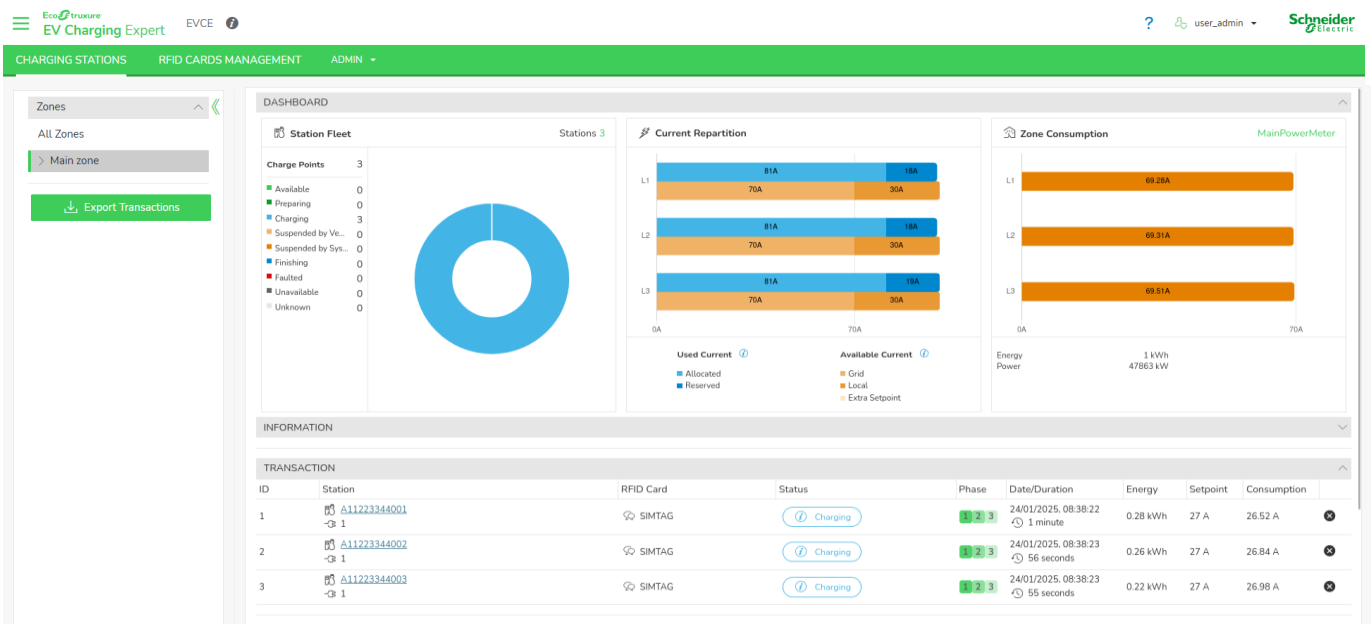 EcoStruxure
EV Charging Expert
EVCE
?
user_admin
Schneider
Electric
CHARGING STATIONS
RFID CARDS MANAGEMENT
ADMIN
Zones
All Zones
Main zone
Export Transactions
DASHBOARD
Station Fleet
Stations 3
Charge Points 3
Available 0
Preparing 0
Charging 3
Suspended by Ve... 0
Suspended by Sys... 0
Finishing 0
Faulted 0
Unavailable 0
Unknown 0
Current Repartition
L1
81A 18A
70A 30A
L2
81A 18A
70A 30A
L3
81A 19A
70A 30A
0A 70A
Used Current
Allocated
Reserved
Available Current
Grid
Local
Extra Setpoint
Zone Consumption
MainPowerMeter
L1 69.28A
L2 69.31A
L3 69.51A
0A 70A
Energy 1 kWh
Power 47863 kW
INFORMATION
TRANSACTION
ID Station RFID Card Status Phase Date/Duration Energy Setpoint Consumption
1 A11223344001 1 SIMTAG Charging 1 2 3 24/01/2025, 08:38:22 1 minute 0.28 kWh 27 A 26.52 A
2 A11223344002 1 SIMTAG Charging 1 2 3 24/01/2025, 08:38:23 56 seconds 0.26 kWh 27 A 26.84 A
3 A11223344003 1 SIMTAG Charging 1 2 3 24/01/2025, 08:38:23 55 seconds 0.22 kWh 27 A 26.98 A